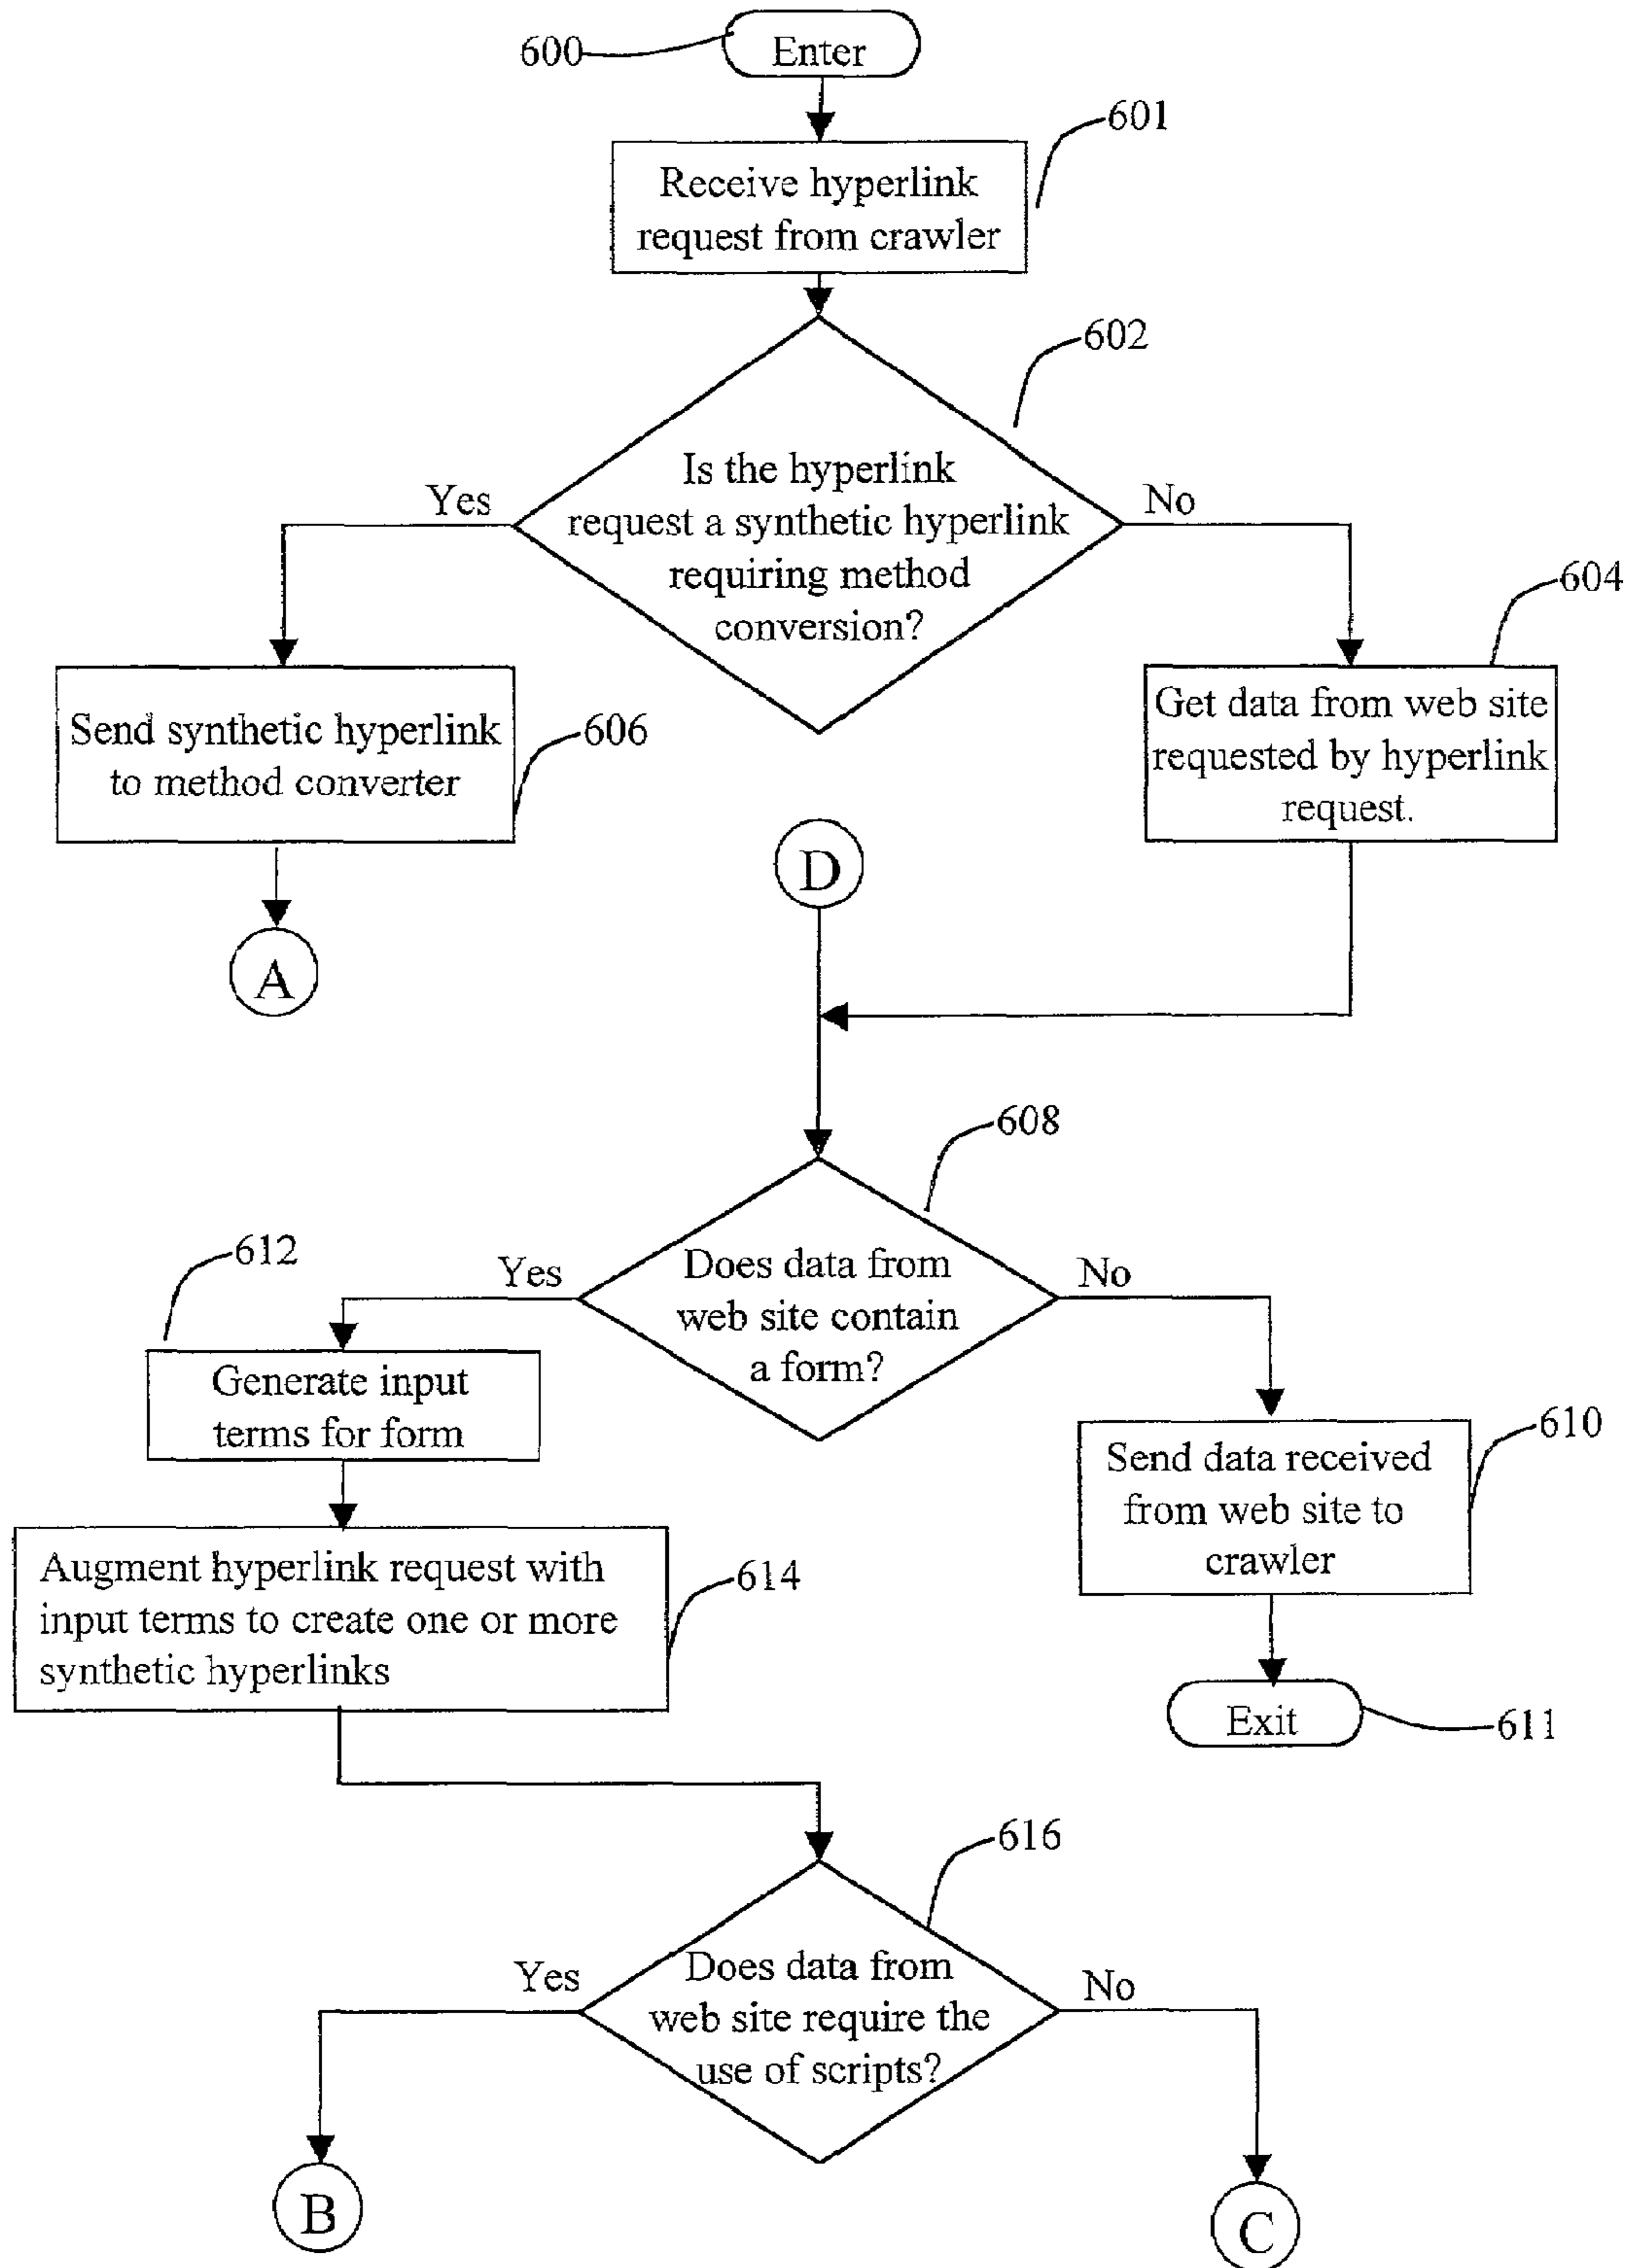 600
Enter
601
Receive hyperlink
request from crawler
602
Is the hyperlink
request a synthetic hyperlink
requiring method
conversion?
Yes
No
604
Get data from web site
requested by hyperlink
request.
Send synthetic hyperlink
to method converter
606
D
A
608
Does data from
web site contain
a form?
Yes
No
612
Generate input
terms for form
610
Send data received
from web site to
crawler
Augment hyperlink request with
input terms to create one or more
synthetic hyperlinks
614
Exit
611
616
Does data from
web site require the
use of scripts?
Yes
No
B
C